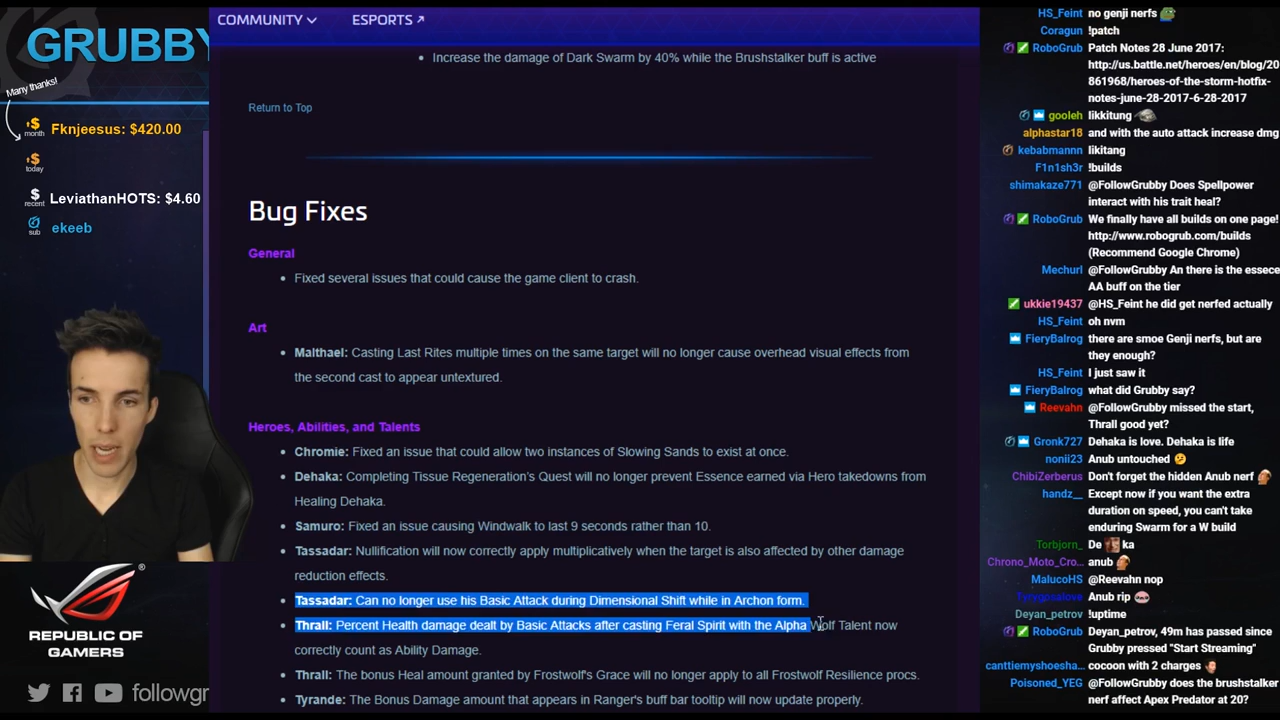 COMMUNITY
ESPORTS
GRUBBY
Many thanks!
month
Fknjeesus: $420.00
today
recent
LeviathanHOTS: $4.60
sub
ekeeb
Increase the damage of Dark Swarm by 40% while the Brushstalker buff is active
Return to Top
Bug Fixes
General
Fixed several issues that could cause the game client to crash.
Art
Malthael: Casting Last Rites multiple times on the same target will no longer cause overhead visual effects from
the second cast to appear untextured.
Heroes, Abilities, and Talents
Chromie: Fixed an issue that could allow two instances of Slowing Sands to exist at once.
Dehaka: Completing Tissue Regeneration's Quest will no longer prevent Essence earned via Hero takedowns from
Healing Dehaka.
Samuro: Fixed an issue causing Windwalk to last 9 seconds rather than 10.
Tassadar: Nullification will now correctly apply multiplicatively when the target is also affected by other damage
reduction effects.
Tassadar: Can no longer use his Basic Attack during Dimensional Shift while in Archon form.
Thrall: Percent Health damage dealt by Basic Attacks after casting Feral Spirit with the Alpha Wolf Talent now
correctly count as Ability Damage.
Thrall: The bonus Heal amount granted by Frostwolf's Grace will no longer apply to all Frostwolf Resilience procs.
Tyrande: The Bonus Damage amount that appears in Ranger's buff bar tooltip will now update properly.
REPUBLIC OF
GAMERS
®
followgr
HS_Feint no genji nerfs
Coragun !patch
RoboGrub Patch Notes 28 June 2017:
http://us.battle.net/heroes/en/blog/20
861968/heroes-of-the-storm-hotfix-
notes-june-28-2017-6-28-2017
gooleh likkitung
alphastar18 and with the auto attack increase dmg
kebabmannn likitang
F1n1sh3r !builds
shimakaze771 @FollowGrubby Does Spellpower
interact with his trait heal?
RoboGrub We finally have all builds on one page!
http://www.robogrub.com/builds
(Recommend Google Chrome)
Mechurl @FollowGrubby An there is the essece
AA buff on the tier
ukkie19437 @HS_Feint he did get nerfed actually
HS_Feint oh nvm
FieryBalrog there are smoe Genji nerfs, but are
they enough?
HS_Feint I just saw it
FieryBalrog what did Grubby say?
Reevahn @FollowGrubby missed the start,
Thrall good yet?
Gronk727 Dehaka is love. Dehaka is life
nonii23 Anub untouched
ChibiZerberus Don't forget the hidden Anub nerf
handz__ Except now if you want the extra
duration on speed, you can't take
enduring Swarm for a W build
Torbjorn_ De ka
Chrono_Moto_Cro... anub
MalucoHS @Reevahn nop
Tyrygosalove Anub rip
Deyan_petrov !uptime
RoboGrub Deyan_petrov, 49m has passed since
Grubby pressed "Start Streaming"
canttiemyshoesha... cocoon with 2 charges
Poisoned_YEG @FollowGrubby does the brushstalker
nerf affect Apex Predator at 20?